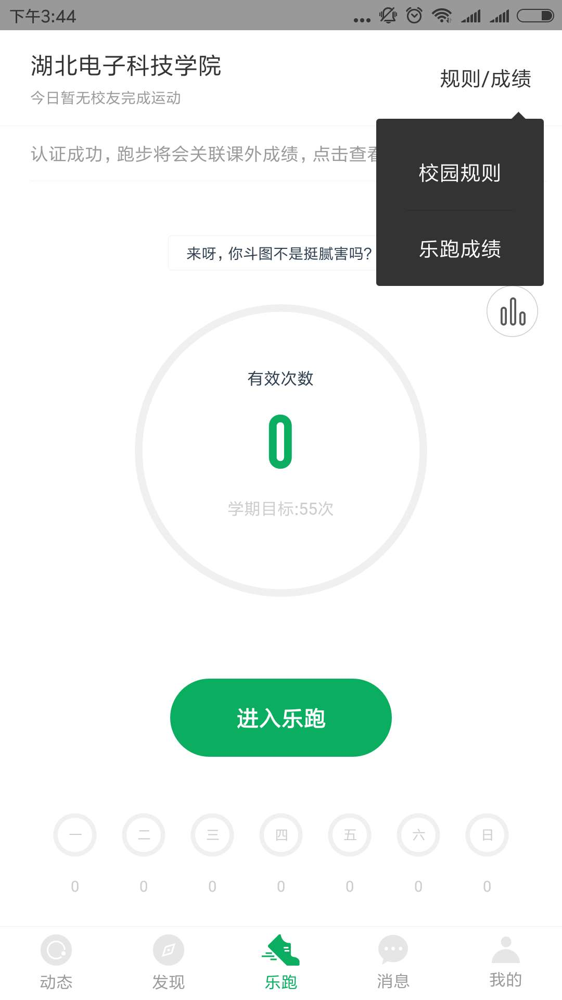 下午3:44
湖北电子科技学院
今日暂无校友完成运动
规则/成绩
认证成功，跑步将会关联课外成绩，点击查看
校园规则
乐跑成绩
来呀，你斗图不是挺腻害吗？
有效次数
0
学期目标:55次
进入乐跑
一 二 三 四 五 六 日
0 0 0 0 0 0 0
动态 发现 乐跑 消息 我的